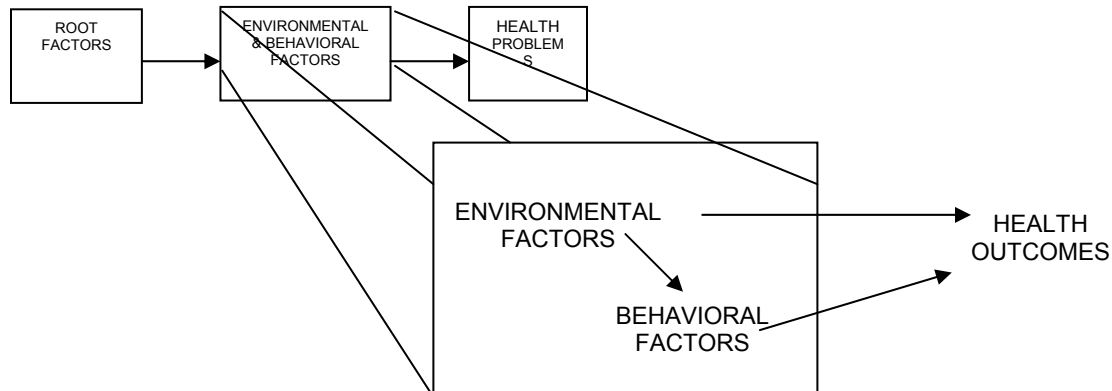 ROOT
FACTORS
ENVIRONMENTAL
& BEHAVIORAL
FACTORS
HEALTH
PROBLEM
S
ENVIRONMENTAL
FACTORS
BEHAVIORAL
FACTORS
HEALTH
OUTCOMES